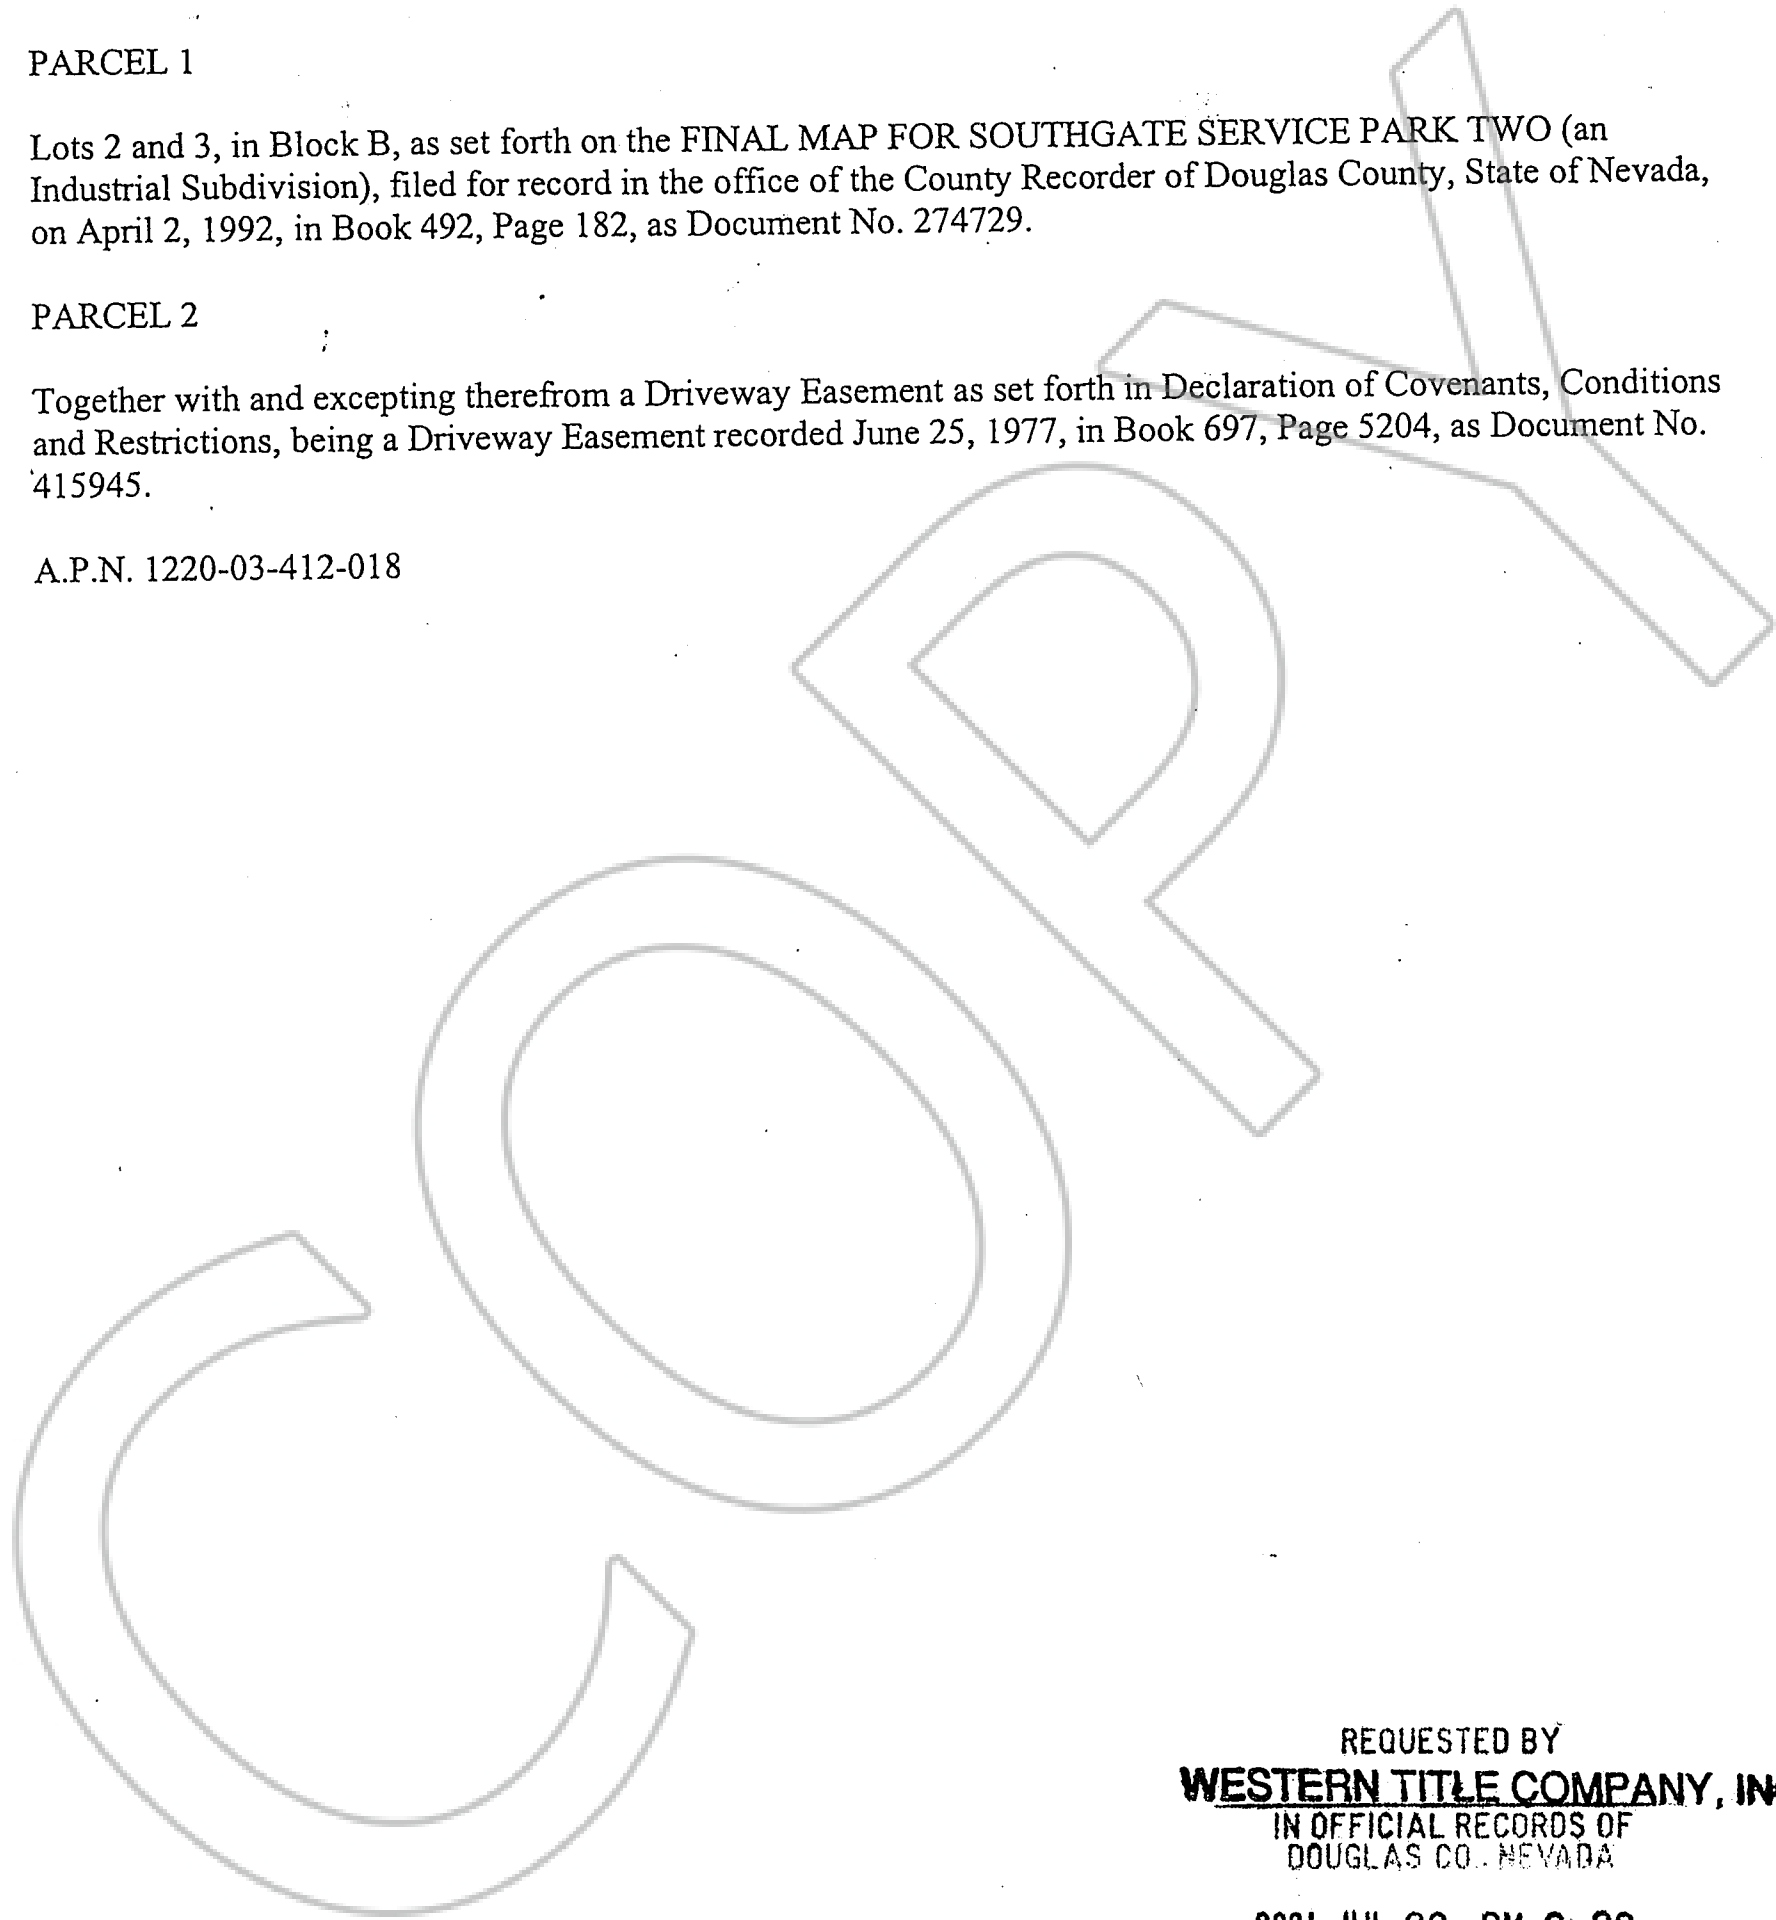 PARCEL 1
Lots 2 and 3, in Block B, as set forth on the FINAL MAP FOR SOUTHGATE SERVICE PARK TWO (an
Industrial Subdivision), filed for record in the office of the County Recorder of Douglas County, State of Nevada,
on April 2, 1992, in Book 492, Page 182, as Document No. 274729.
PARCEL 2
Together with and excepting therefrom a Driveway Easement as set forth in Declaration of Covenants, Conditions
and Restrictions, being a Driveway Easement recorded June 25, 1977, in Book 697, Page 5204, as Document No.
415945.
A.P.N. 1220-03-412-018
COPY
REQUESTED BY
WESTERN TITLE COMPANY, IN
IN OFFICIAL RECORDS OF
DOUGLAS CO., NEVADA